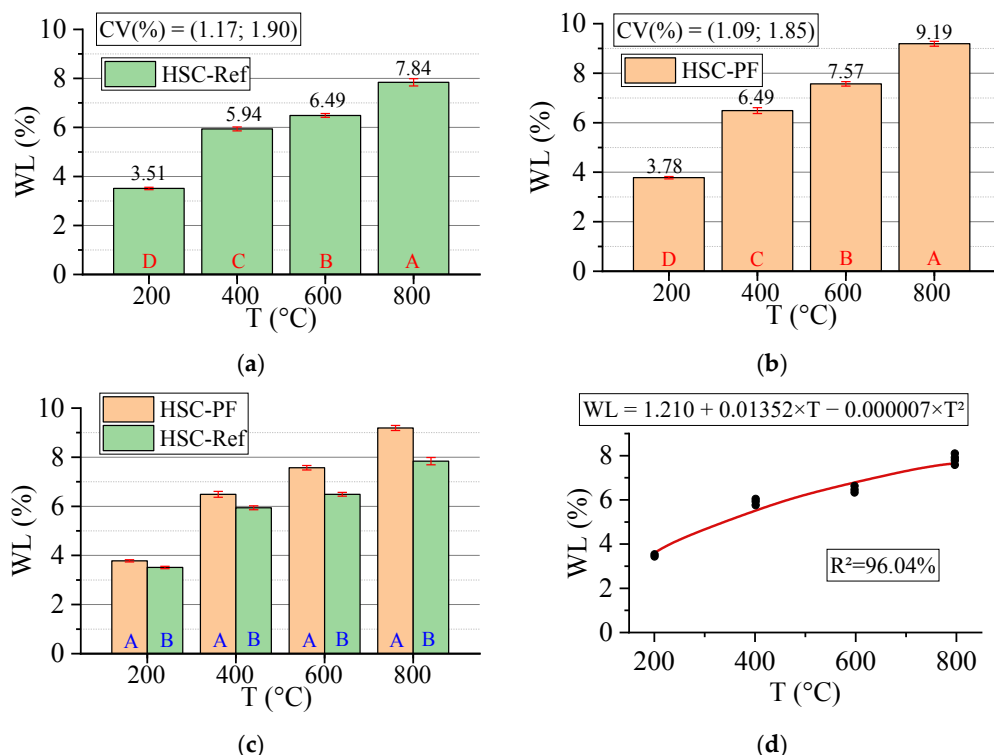 CV(%) = (1.17; 1.90)
HSC-Ref
WL (%)
10
8
6
4
2
0
3.51
5.94
6.49
7.84
D
C
B
A
200
400
600
800
T (°C)
(a)
CV(%) = (1.09; 1.85)
HSC-PF
WL (%)
10
8
6
4
2
0
3.78
6.49
7.57
9.19
D
C
B
A
200
400
600
800
T (°C)
(b)
HSC-PF
HSC-Ref
WL (%)
10
8
6
4
2
0
A
B
A
B
A
B
A
B
200
400
600
800
T (°C)
(c)
WL = 1.210 + 0.01352×T − 0.000007×T²
WL (%)
8
6
4
2
0
R²=96.04%
200
400
600
800
T (°C)
(d)